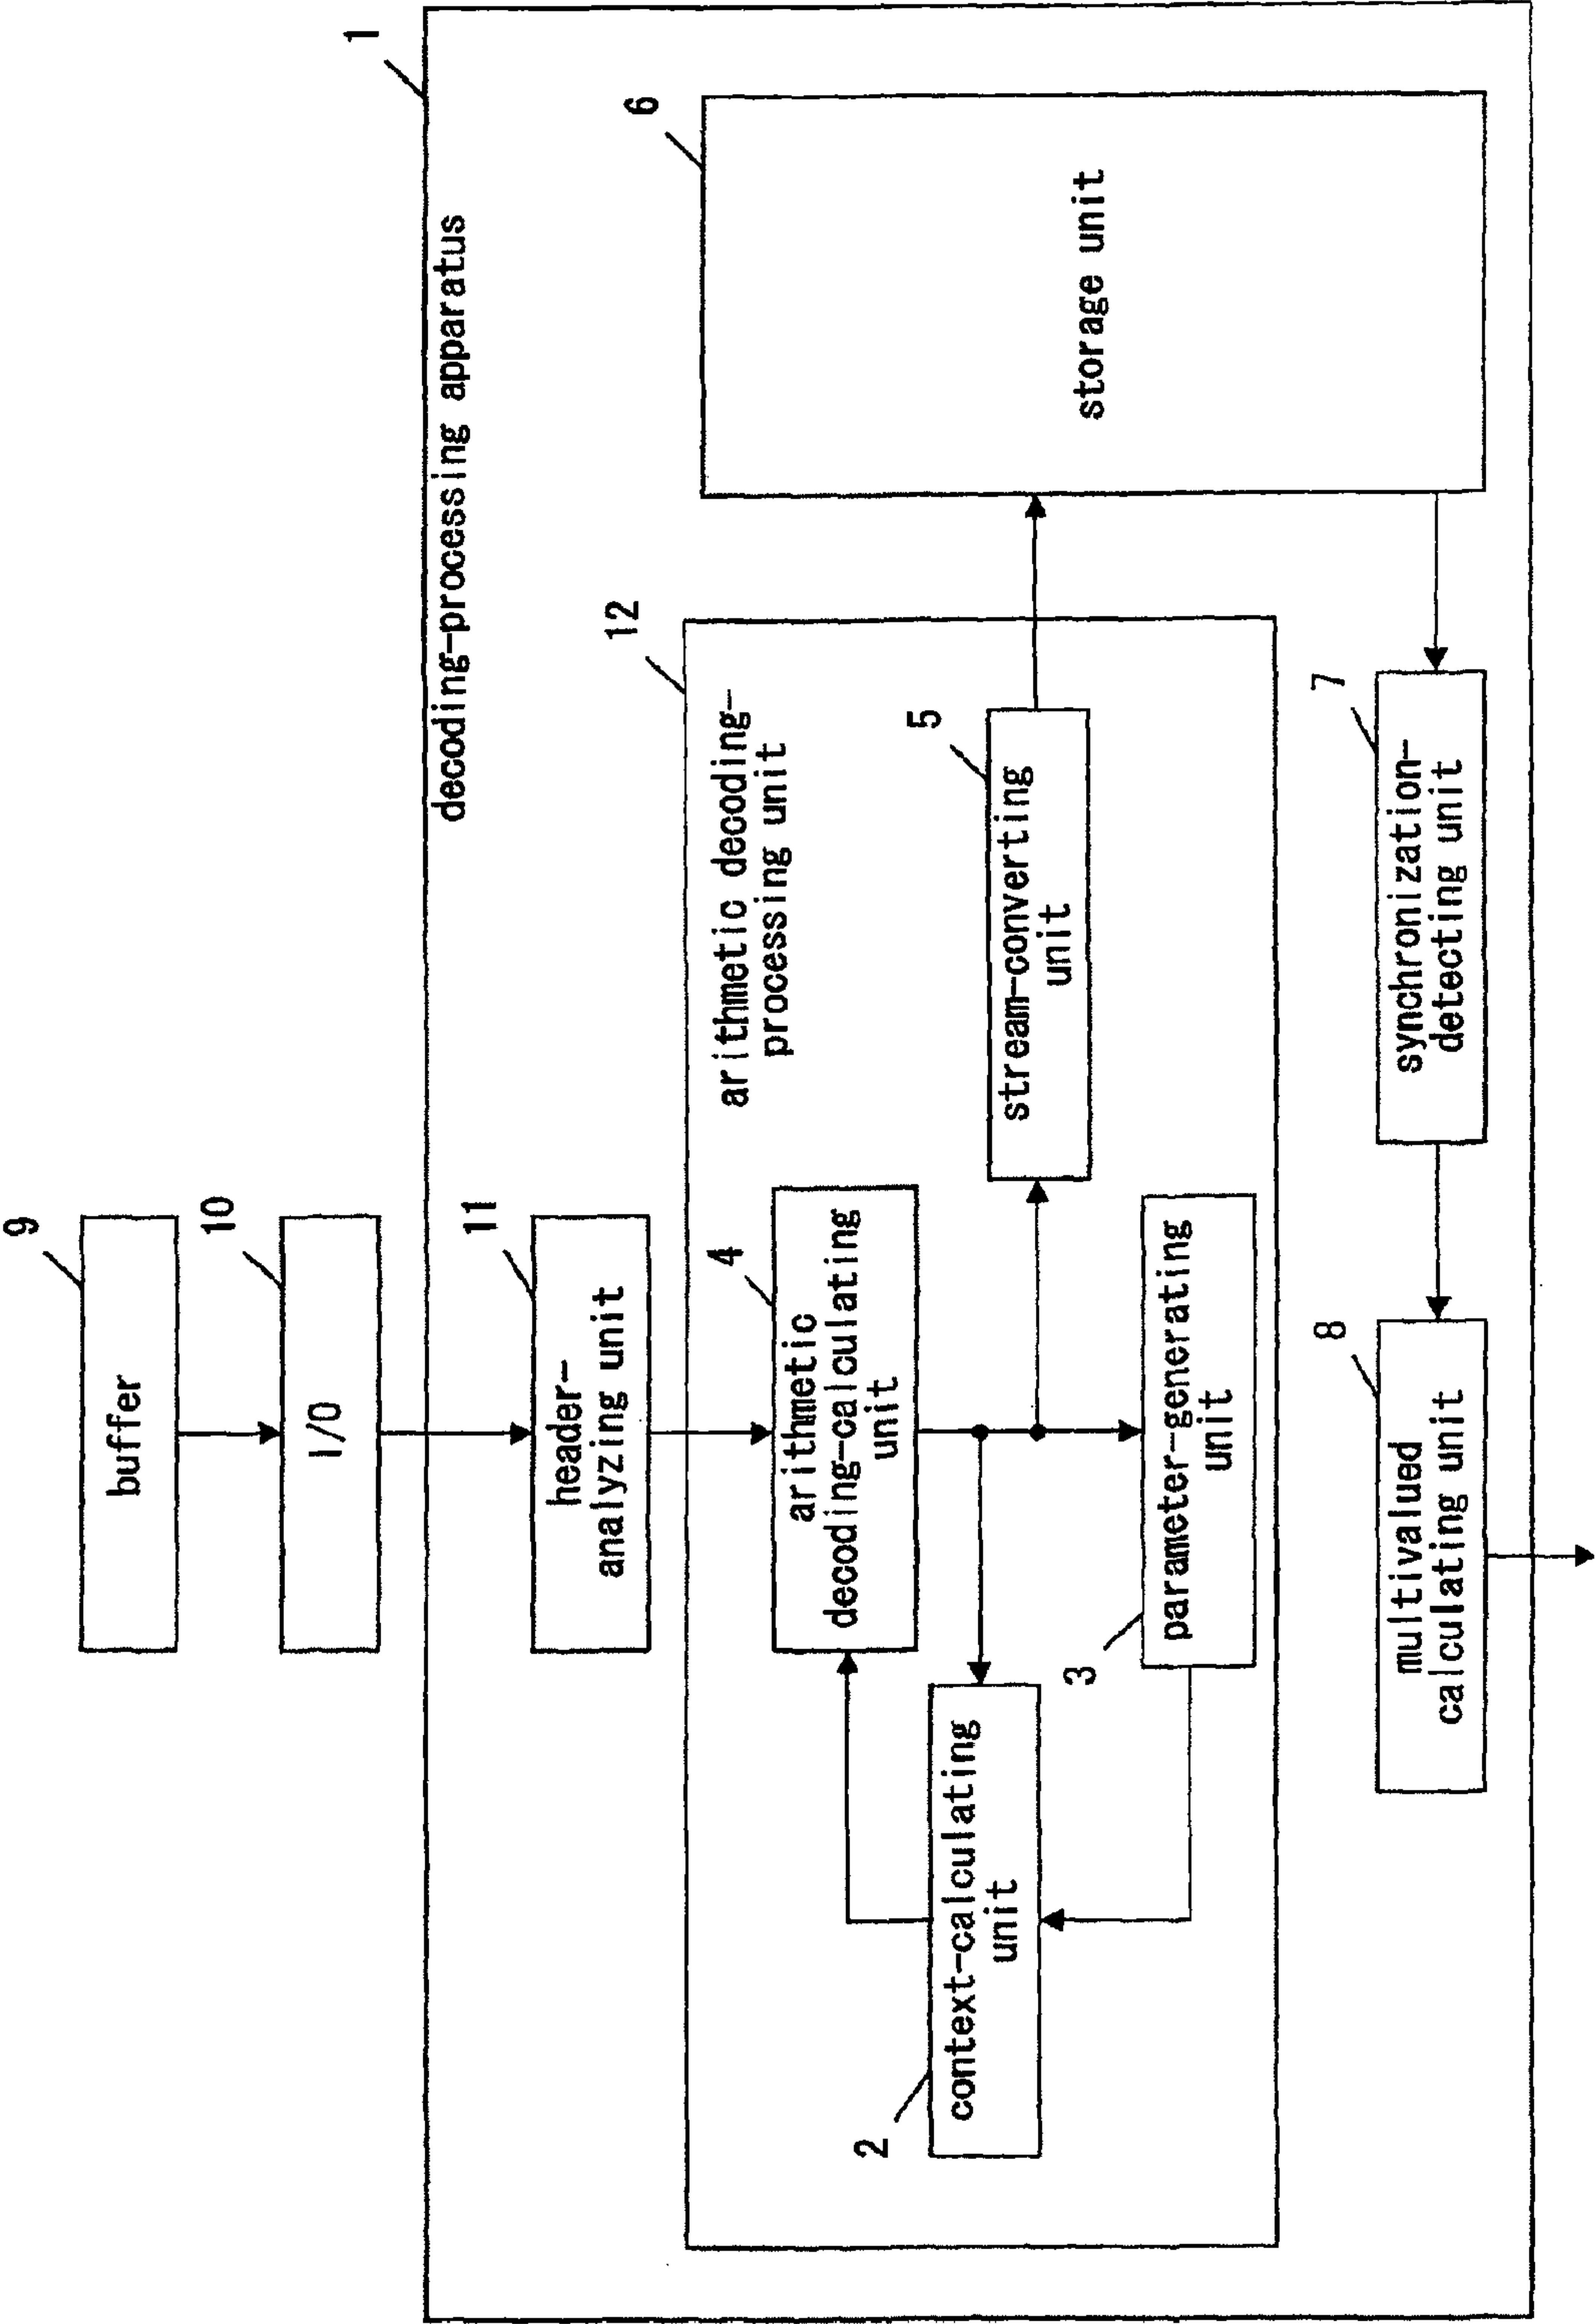 9
buffer
10
I/O
1
decoding-processing apparatus
11
header-
analyzing unit
12
arithmetic decoding-
processing unit
4
arithmetic
decoding-calculating
unit
2
context-calculating
unit
5
stream-converting
unit
6
storage unit
3
parameter-generating
unit
8
multivalued
calculating unit
7
synchronization-
detecting unit